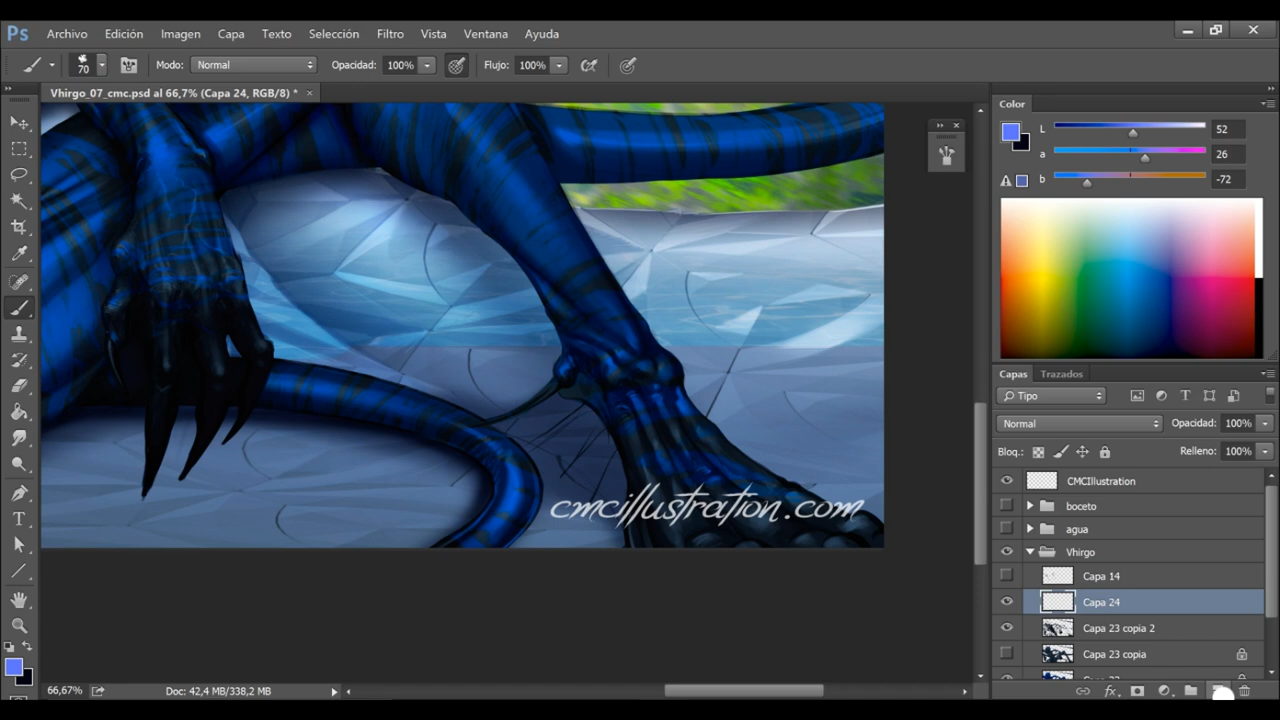 Ps Archivo Edición Imagen Capa Texto Selección Filtro Vista Ventana Ayuda
70 Modo: Normal Opacidad: 100% Flujo: 100%
Vhirgo_07_cmc.psd al 66,7% (Capa 24, RGB/8) * ×
Color
L 52
a 26
b -72
Capas Trazados
Tipo
Normal Opacidad: 100%
Bloq.: Relleno: 100%
CMCIllustration
boceto
agua
Vhirgo
Capa 14
Capa 24
Capa 23 copia 2
Capa 23 copia
cmcillustration.com
66,67% Doc: 42,4 MB/338,2 MB